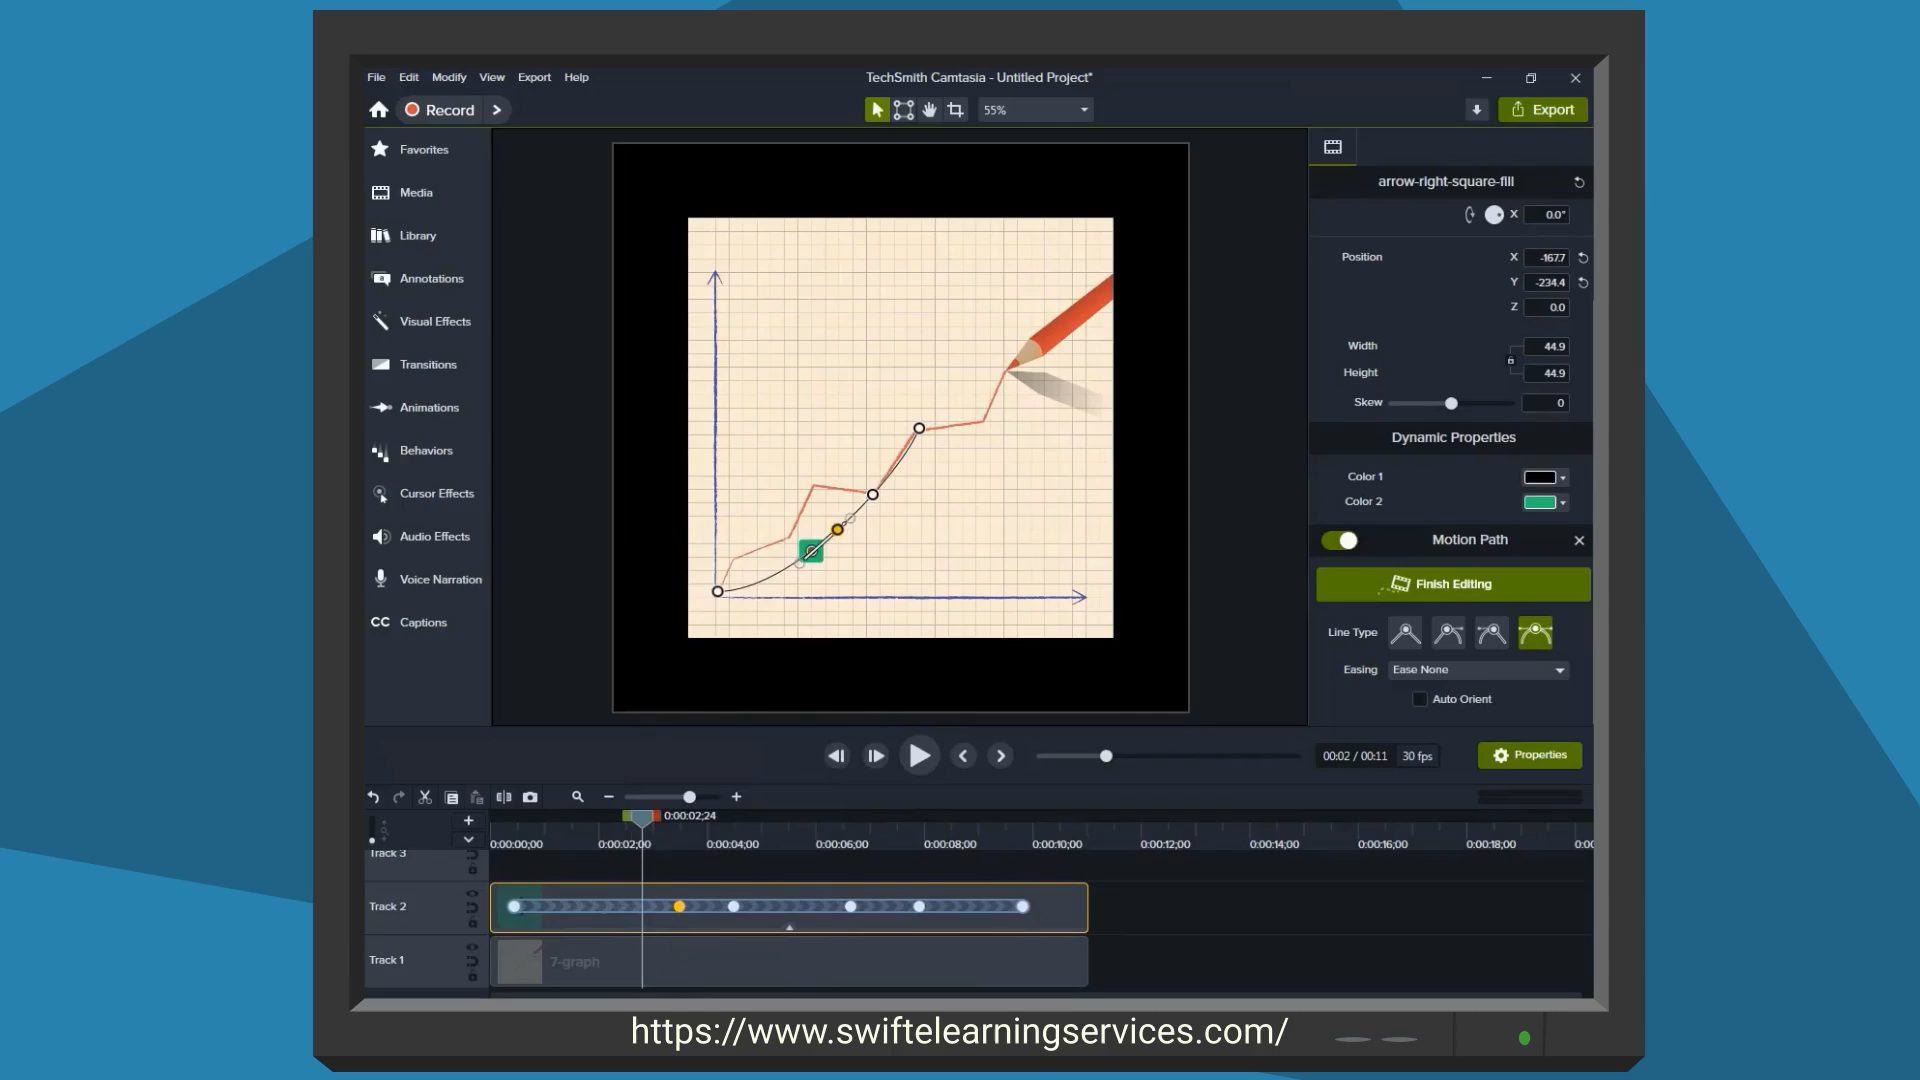 File Edit Modify View Export Help
TechSmith Camtasia - Untitled Project*
Record
55%
Export
Favorites
Media
Library
Annotations
Visual Effects
Transitions
Animations
Behaviors
Cursor Effects
Audio Effects
Voice Narration
CC Captions
arrow-right-square-fill
X 0.0°
Position X -167.7
Y -234.4
Z 0.0
Width 44.9
Height 44.9
Skew 0
Dynamic Properties
Color 1
Color 2
Motion Path
Finish Editing
Line Type
Easing Ease None
Auto Orient
00:02 / 00:11 30 fps
Properties
0:00:02;24
0:00:00;00 0:00:02;00 0:00:04;00 0:00:06;00 0:00:08;00 0:00:10;00 0:00:12;00 0:00:14;00 0:00:16;00 0:00:18;00 0:00
Track 3
Track 2
Track 1
7-graph
https://www.swiftelearningservices.com/